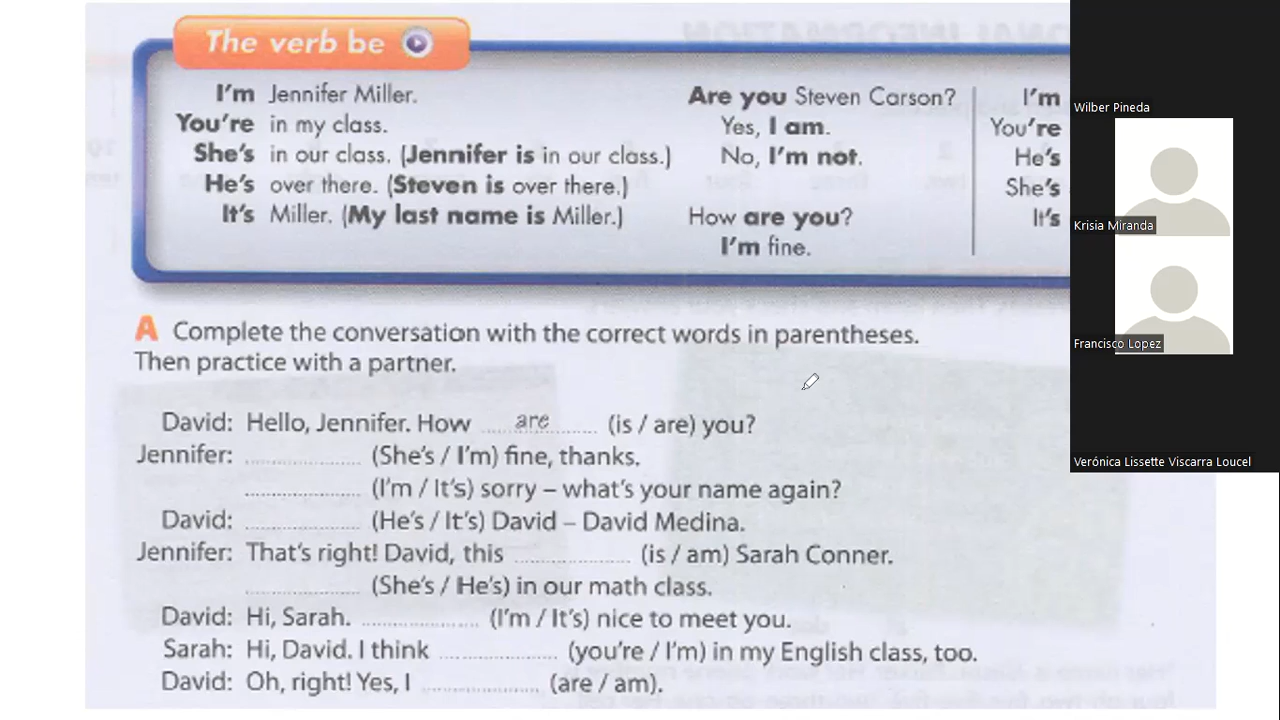 The verb be
I'm Jennifer Miller.
You're in my class.
She's in our class. (Jennifer is in our class.)
He's over there. (Steven is over there.)
It's Miller. (My last name is Miller.)
Are you Steven Carson?
Yes, I am.
No, I'm not.
How are you?
I'm fine.
I'm
You're
He's
She's
It's
A Complete the conversation with the correct words in parentheses.
Then practice with a partner.
David: Hello, Jennifer. How are (is / are) you?
Jennifer: (She's / I'm) fine, thanks.
(I'm / It's) sorry – what's your name again?
David: (He's / It's) David – David Medina.
Jennifer: That's right! David, this (is / am) Sarah Conner.
(She's / He's) in our math class.
David: Hi, Sarah. (I'm / It's) nice to meet you.
Sarah: Hi, David. I think (you're / I'm) in my English class, too.
David: Oh, right! Yes, I (are / am).
Wilber Pineda
Krisia Miranda
Francisco Lopez
Verónica Lissette Viscarra Loucel